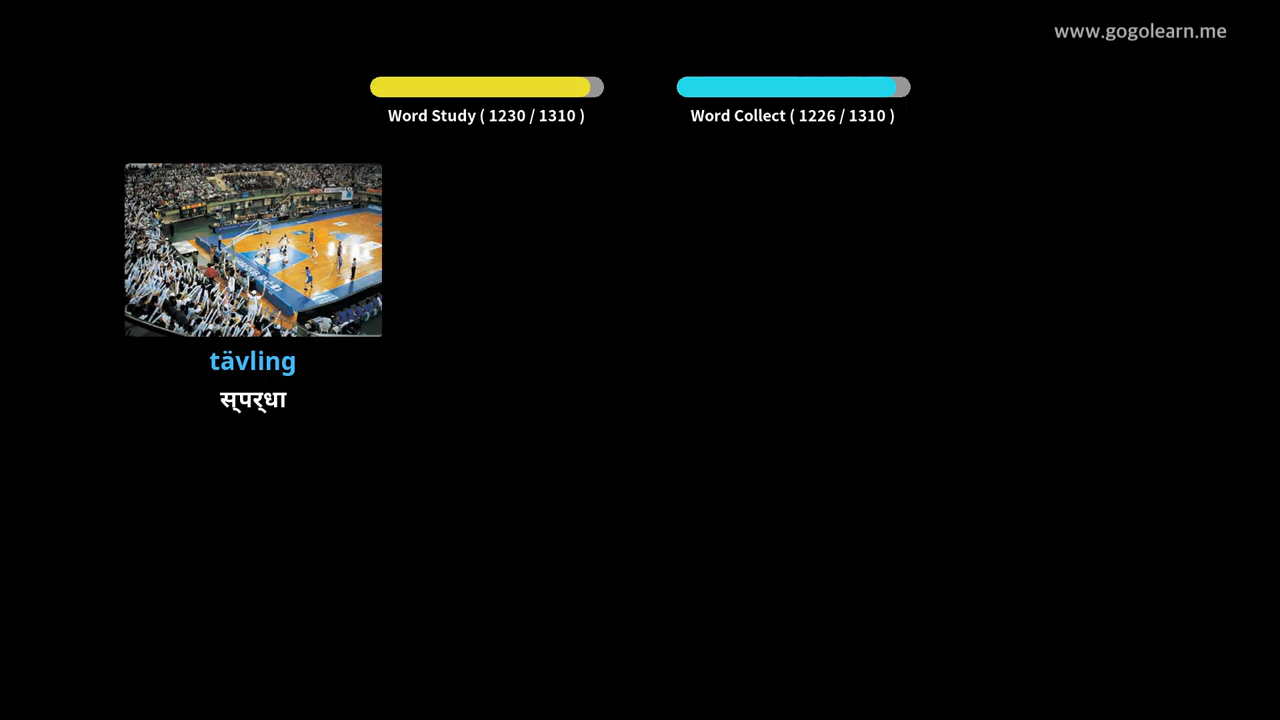 www.gogolearn.me
Word Study ( 1230 / 1310 )
Word Collect ( 1226 / 1310 )
tävling
स्पर्धा